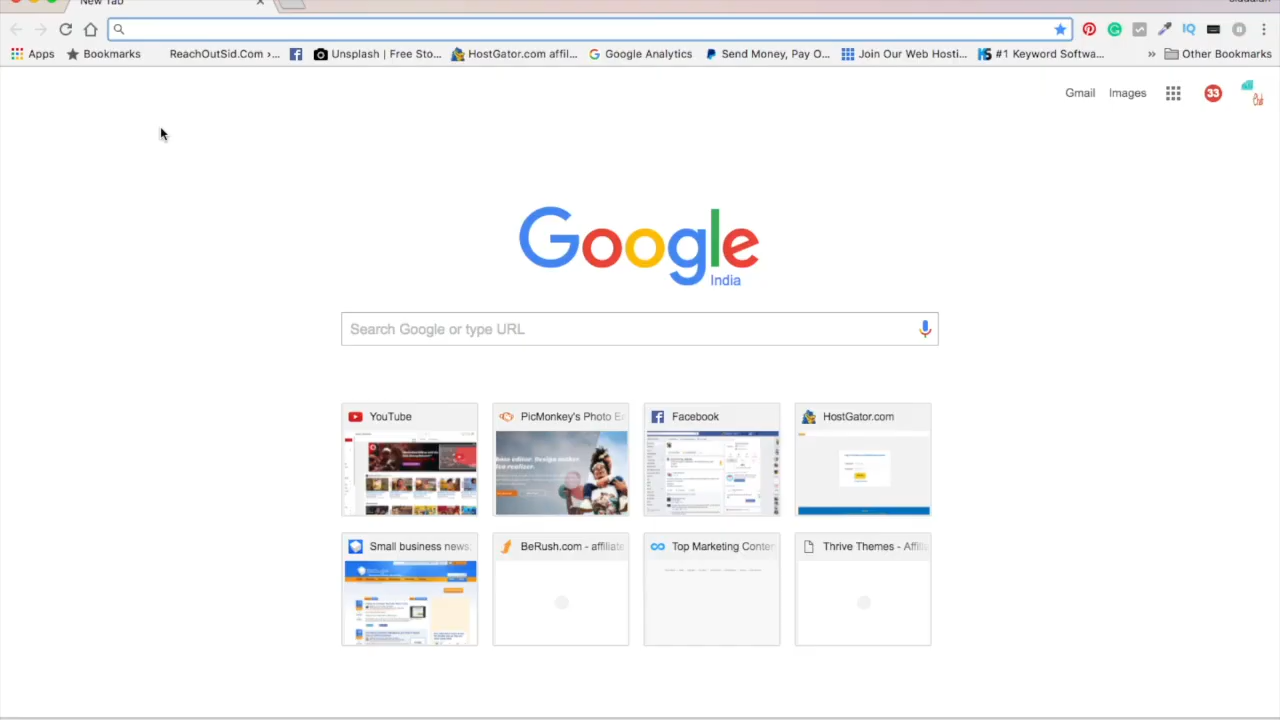 New Tab
Apps Bookmarks ReachOutSid.Com ›... Unsplash | Free Sto... HostGator.com affil... Google Analytics Send Money, Pay O... Join Our Web Hosti... #1 Keyword Softwa... » Other Bookmarks
Gmail Images 33
Google
India
Search Google or type URL
YouTube PicMonkey's Photo E Facebook HostGator.com
Small business news, BeRush.com - affiliate Top Marketing Conten Thrive Themes - Affili